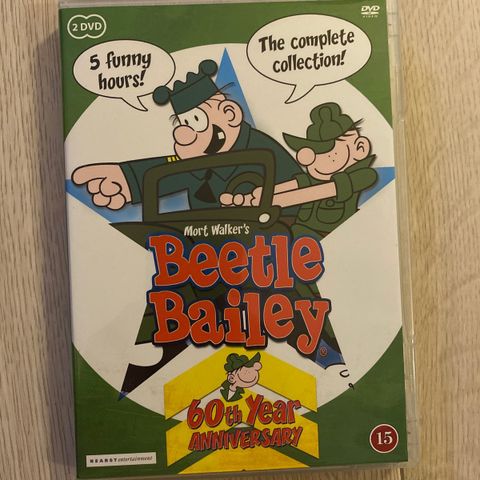 2 DVD
DVD
VIDEO
5 funny
hours!
The complete
collection!
Mort Walker's
Beetle
Bailey®
60th Year
ANNIVERSARY
HEARST entertainment
15